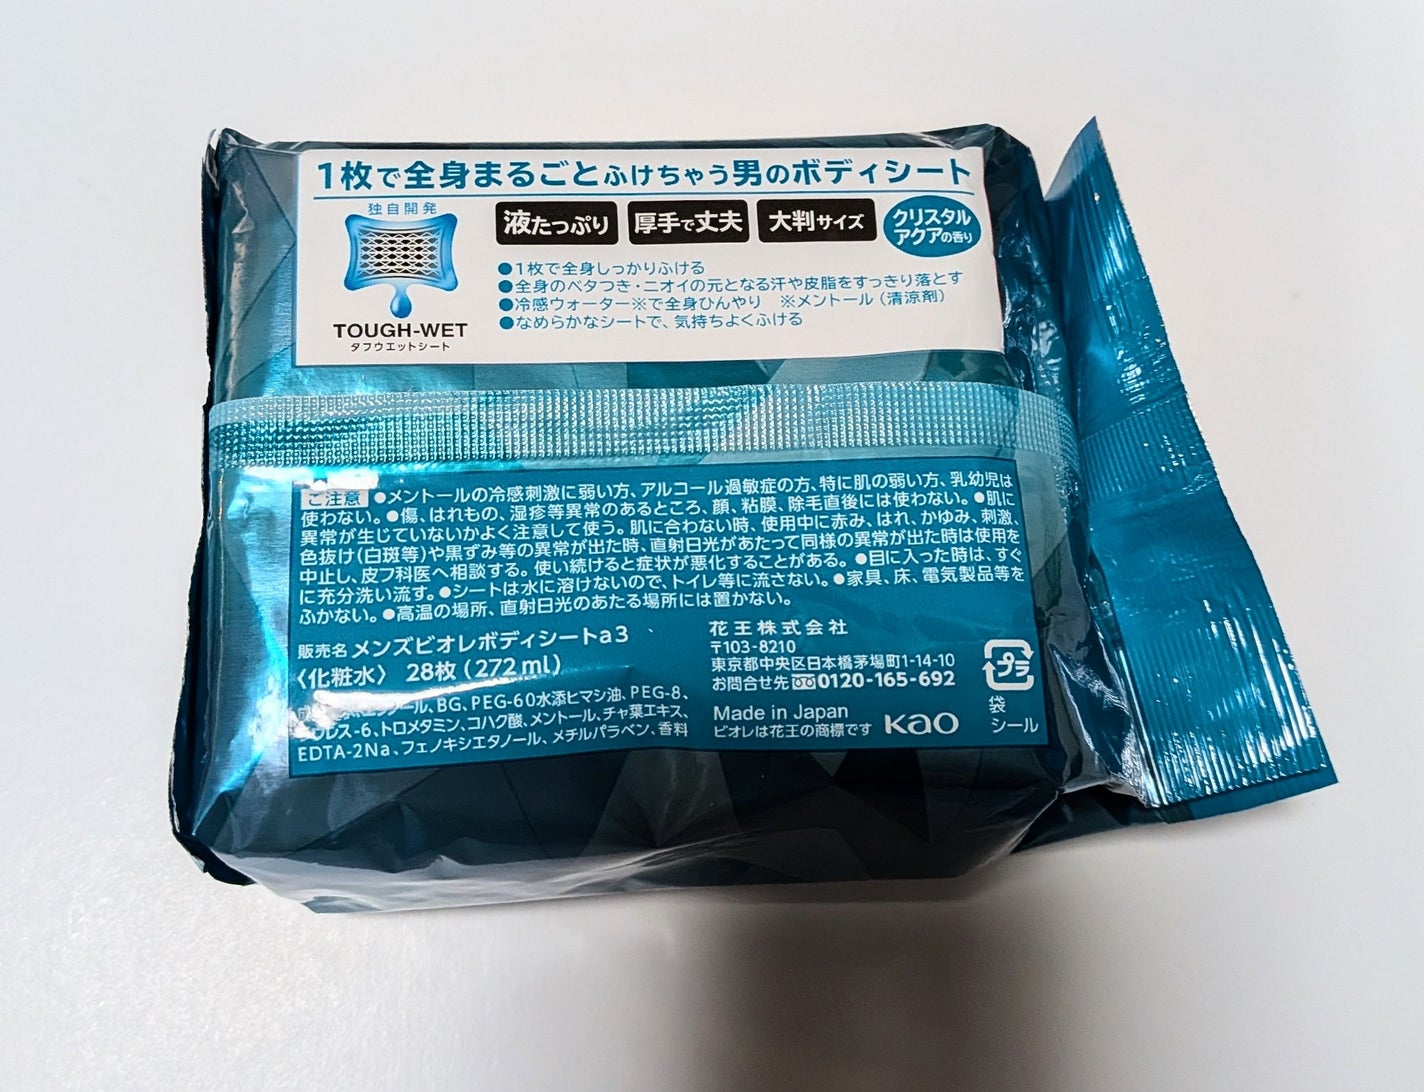 1枚で全身まるごとふけちゃう男のボディシート
独自開発
TOUGH-WET
タフウエットシート
液たっぷり 厚手で丈夫 大判サイズ
クリスタル
アクアの香り
●1枚で全身しっかりふける
●全身のベタつき・ニオイの元となる汗や皮脂をすっきり落とす
●冷感ウォーター※で全身ひんやり ※メントール（清涼剤）
●なめらかなシートで、気持ちよくふける
ご注意 ●メントールの冷感刺激に弱い方、アルコール過敏症の方、特に肌の弱い方、乳幼児は
使わない。●傷、はれもの、湿疹等異常のあるところ、顔、粘膜、除毛直後には使わない。●肌に
異常が生じていないかよく注意して使う。肌に合わない時、使用中に赤み、はれ、かゆみ、刺激、
色抜け(白斑等)や黒ずみ等の異常が出た時、直射日光があたって同様の異常が出た時は使用を
中止し、皮フ科医へ相談する。使い続けると症状が悪化することがある。●目に入った時は、すぐ
に充分洗い流す。●シートは水に溶けないので、トイレ等に流さない。●家具、床、電気製品等を
ふかない。●高温の場所、直射日光のあたる場所には置かない。
販売名 メンズビオレボディシートa3
〈化粧水〉 28枚(272ml)
ール、BG、PEG-60水添ヒマシ油、PEG-8、
レス-6、トロメタミン、コハク酸、メントール、チャ葉エキス、
EDTA-2Na、フェノキシエタノール、メチルパラベン、香料
花王株式会社
〒103-8210
東京都中央区日本橋茅場町1-14-10
お問合せ先 0120-165-692
Made in Japan
ビオレは花王の商標です
Kao
プラ
袋
シール